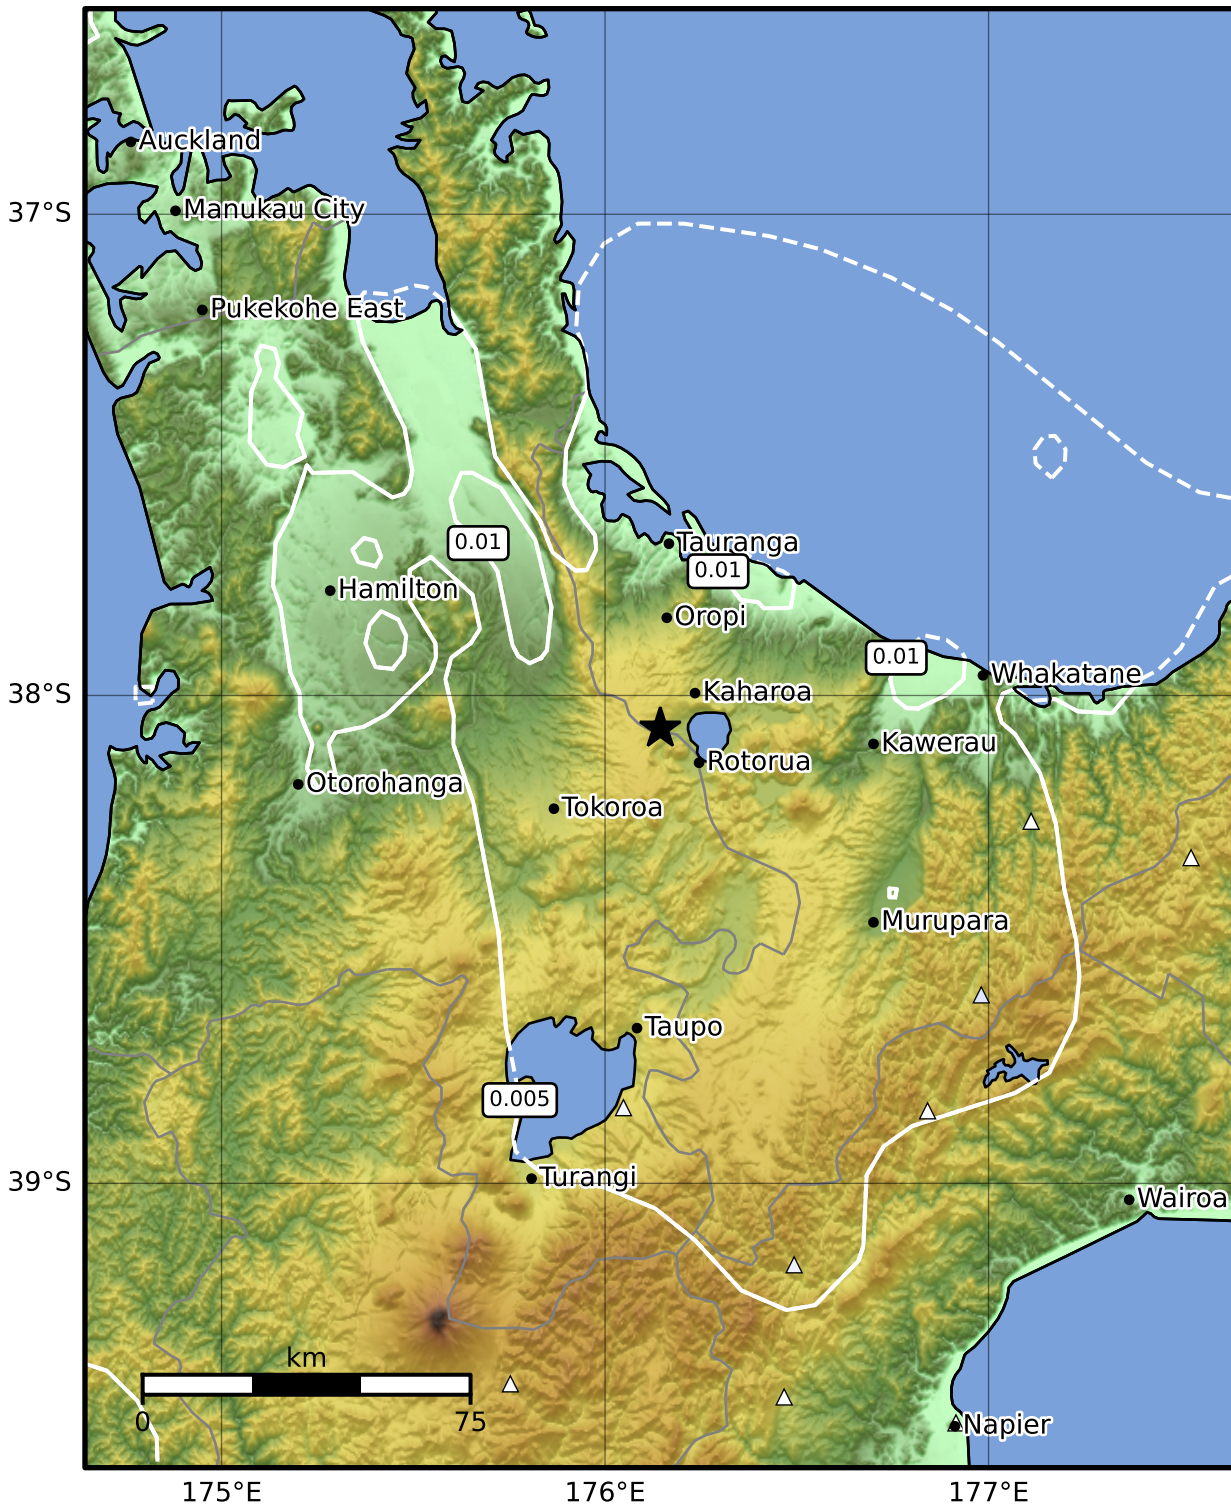 Auckland
37°S
Manukau City
Pukekohe East
0.01
Tauranga
0.01
Hamilton
Oropi
0.01
Whakatane
38°S
Kaharoa
Kawerau
Rotorua
Otorohanga
Tokoroa
Murupara
Taupo
0.005
39°S
Turangi
Wairoa
km
0
75
Napier
175°E
176°E
177°E